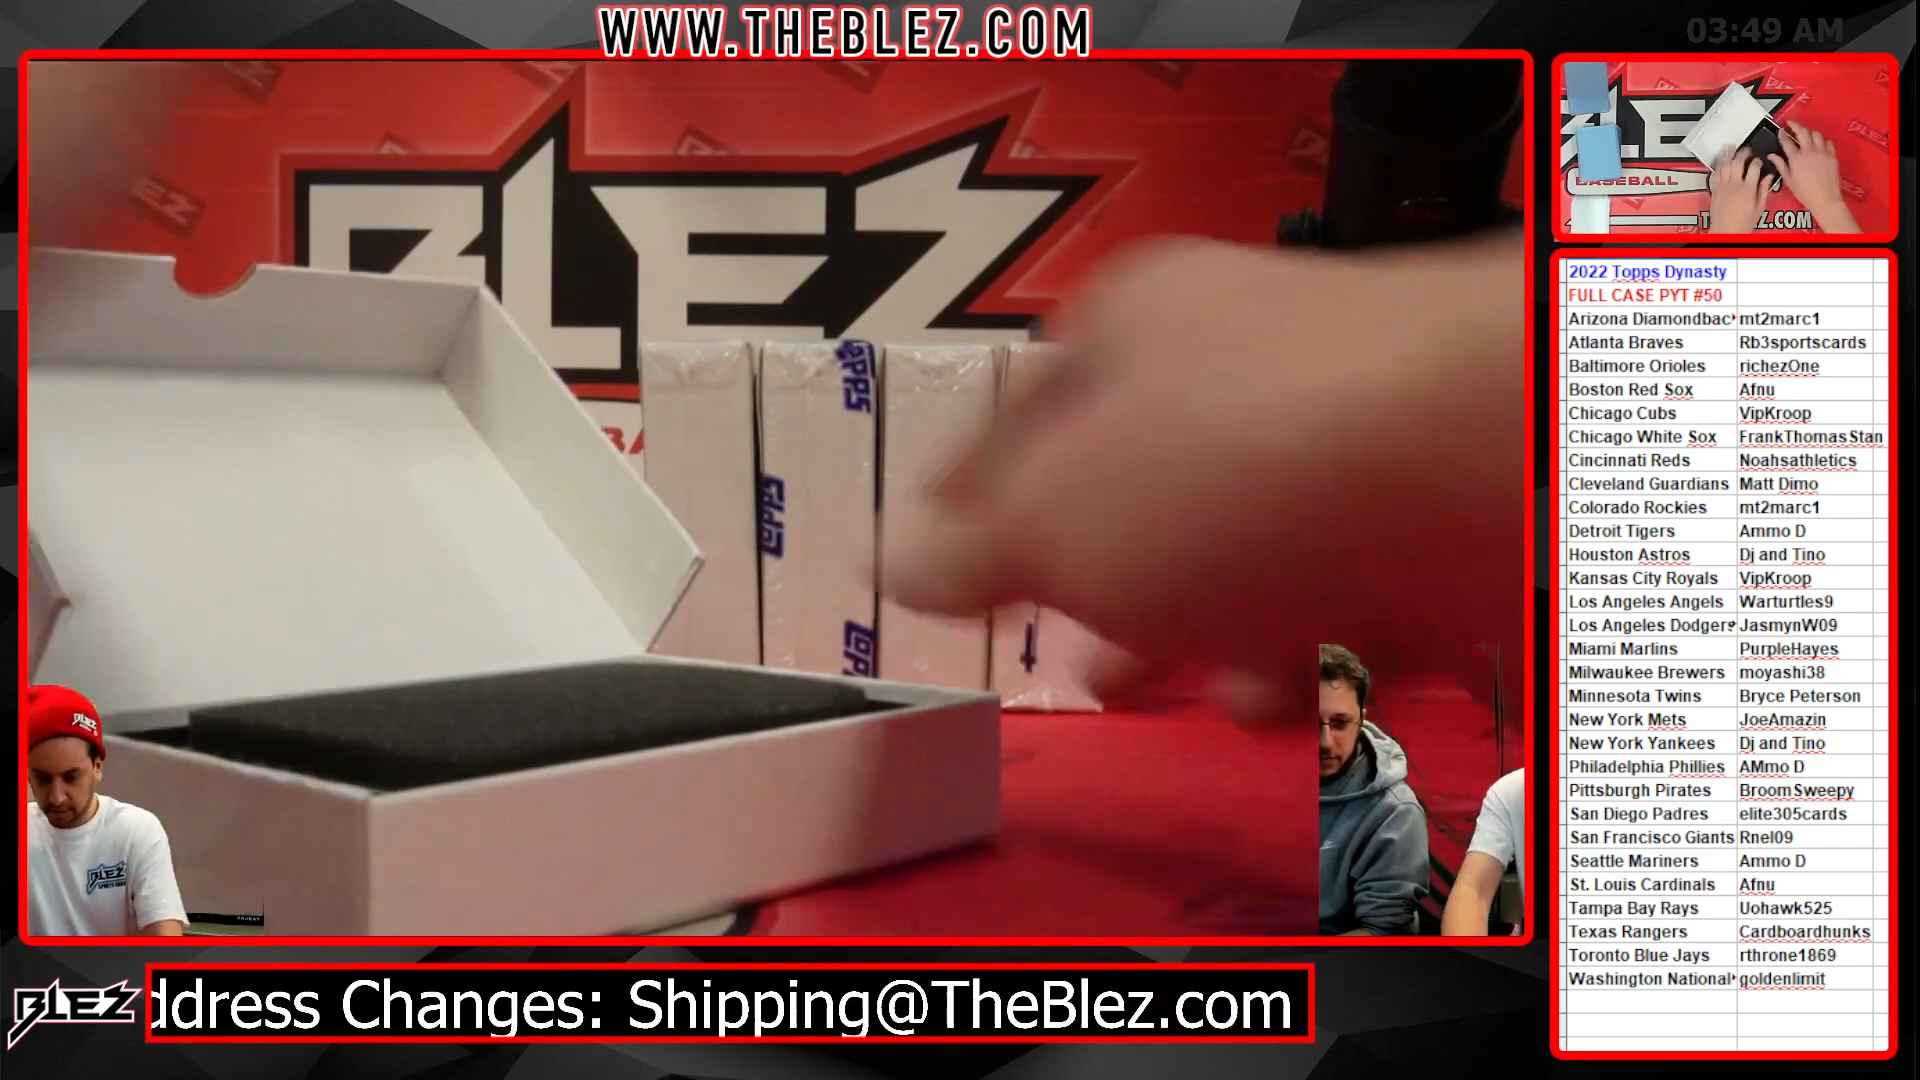 WWW.THEBLEZ.COM
03:49 AM
BLEZ
BLEZ
topps
topps
BLEZ
BLEZ
BASEBALL
2022 Topps Dynasty
FULL CASE PYT #50
Arizona Diamondbac mt2marc1
Atlanta Braves Rb3sportscards
Baltimore Orioles richezOne
Boston Red Sox Afnu
Chicago Cubs VipKroop
Chicago White Sox FrankThomasStan
Cincinnati Reds Noahsathletics
Cleveland Guardians Matt Dimo
Colorado Rockies mt2marc1
Detroit Tigers Ammo D
Houston Astros Dj and Tino
Kansas City Royals VipKroop
Los Angeles Angels Warturtles9
Los Angeles Dodgers JasmynW09
Miami Marlins PurpleHayes
Milwaukee Brewers moyashi38
Minnesota Twins Bryce Peterson
New York Mets JoeAmazin
New York Yankees Dj and Tino
Philadelphia Phillies AMmo D
Pittsburgh Pirates BroomSweepy
San Diego Padres elite305cards
San Francisco Giants Rnel09
Seattle Mariners Ammo D
St. Louis Cardinals Afnu
Tampa Bay Rays Uohawk525
Texas Rangers Cardboardhunks
Toronto Blue Jays rthrone1869
Washington National goldenlimit
BLEZ
ddress Changes: Shipping@TheBlez.com